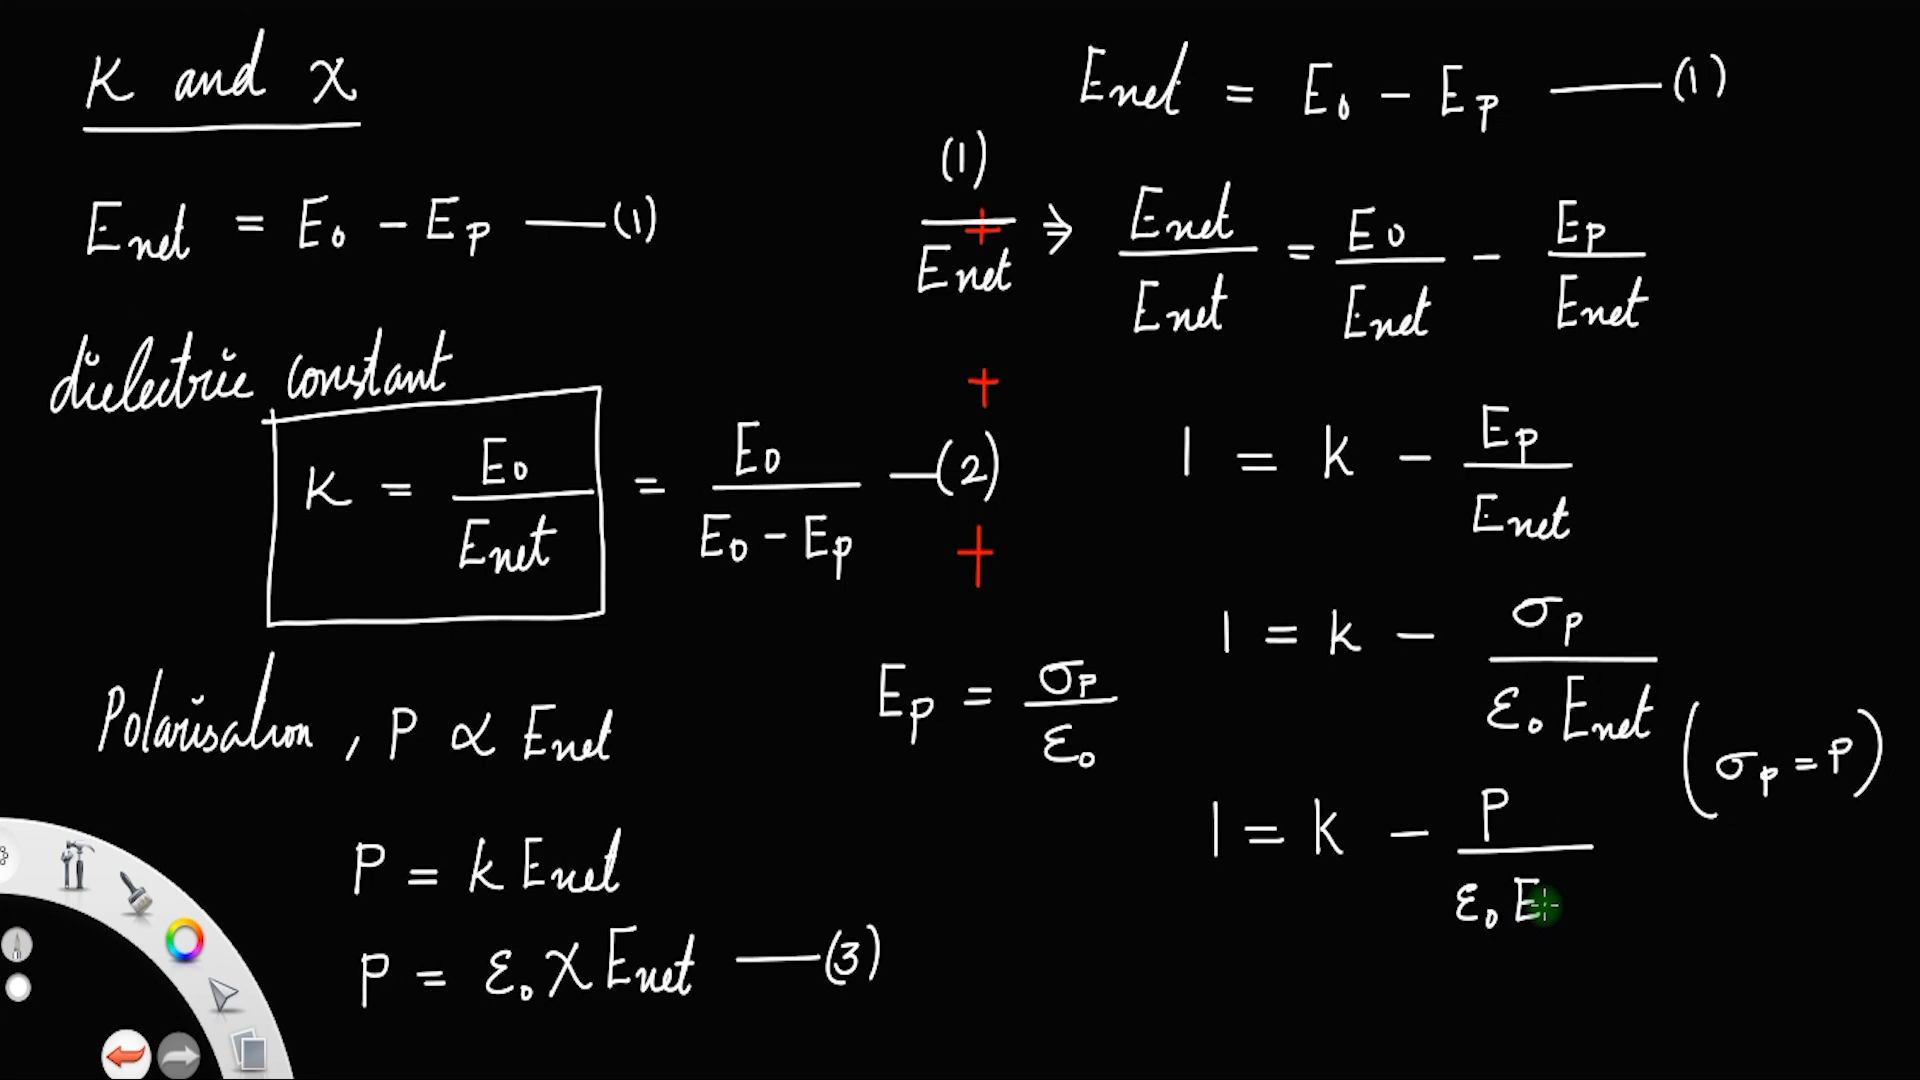 K and χ
Enet = E₀ - Eₚ —(1)
dielectric constant
K = E₀/Enet = E₀/(E₀ - Eₚ) —(2)
Polarisation, P ∝ Enet
P = k Enet
P = ε₀ χ Enet —(3)
Enet = E₀ - Eₚ —(1)
(1)/Enet ⇒ Enet/Enet = E₀/Enet - Eₚ/Enet
1 = k - Eₚ/Enet
Eₚ = σₚ/ε₀
1 = k - σₚ/(ε₀ Enet)
(σₚ = P)
1 = k - P/(ε₀ E